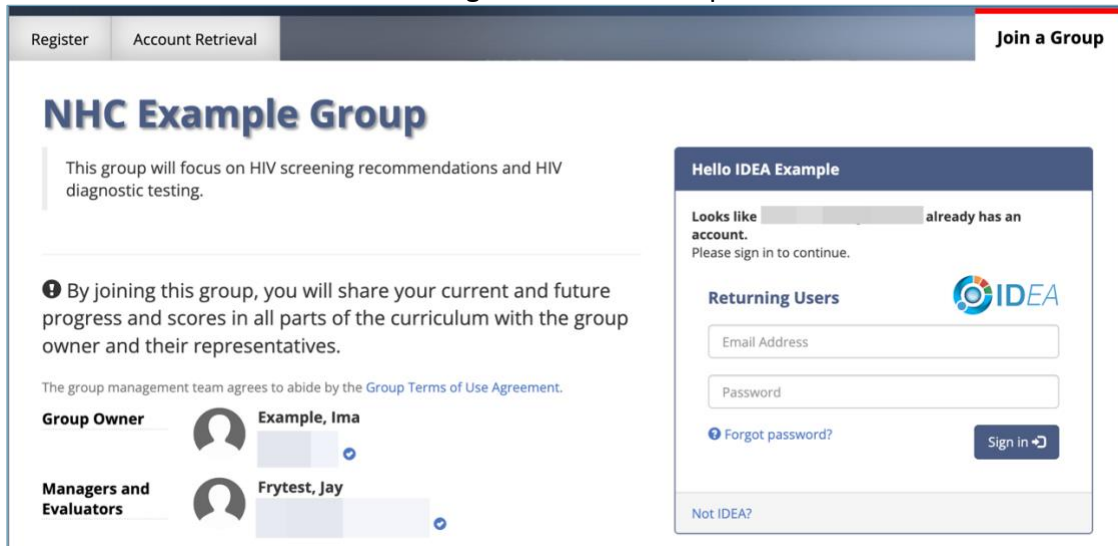 Register
Account Retrieval
Join a Group
NHC Example Group
This group will focus on HIV screening recommendations and HIV
diagnostic testing.
By joining this group, you will share your current and future
progress and scores in all parts of the curriculum with the group
owner and their representatives.
The group management team agrees to abide by the Group Terms of Use Agreement.
Group Owner
Example, Ima
Managers and
Evaluators
Frytest, Jay
Hello IDEA Example
Looks like already has an
account.
Please sign in to continue.
Returning Users
IDEA
Email Address
Password
Forgot password?
Sign in
Not IDEA?